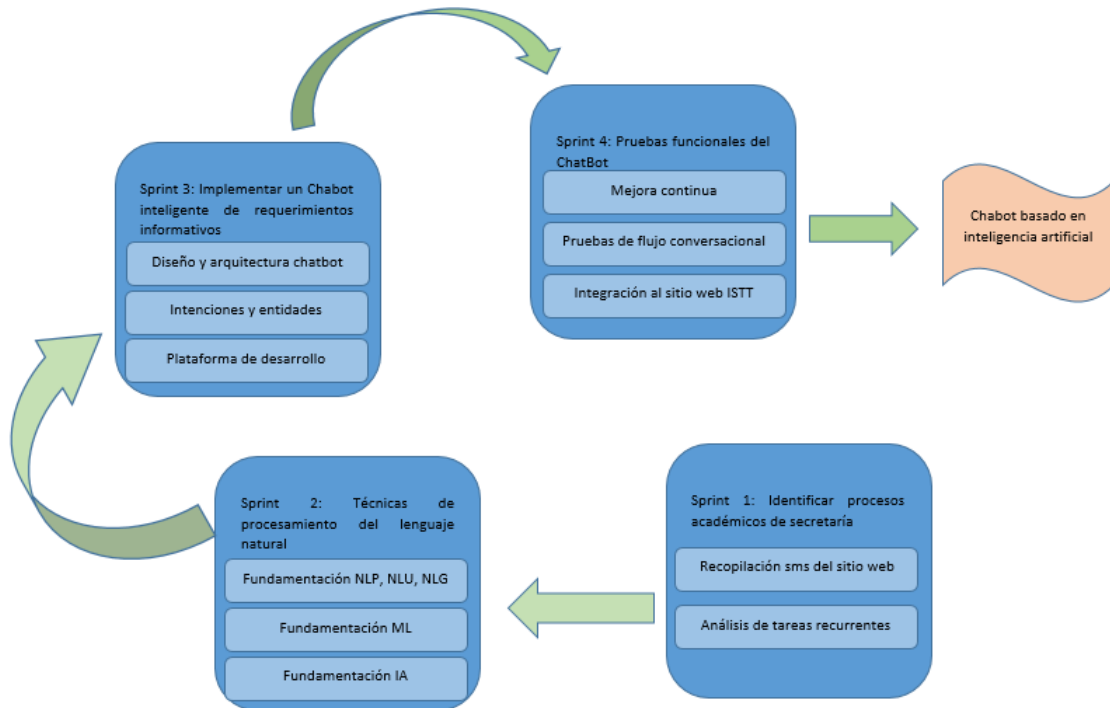 Sprint 4: Pruebas funcionales del
ChatBot
Mejora continua
Pruebas de flujo conversacional
Integración al sitio web ISTT
Chabot basado en
inteligencia artificial
Sprint 3: Implementar un Chabot
inteligente de requerimientos
informativos
Diseño y arquitectura chatbot
Intenciones y entidades
Plataforma de desarrollo
Sprint 2: Técnicas de
procesamiento del lenguaje
natural
Fundamentación NLP, NLU, NLG
Fundamentación ML
Fundamentación IA
Sprint 1: Identificar procesos
académicos de secretaría
Recopilación sms del sitio web
Análisis de tareas recurrentes